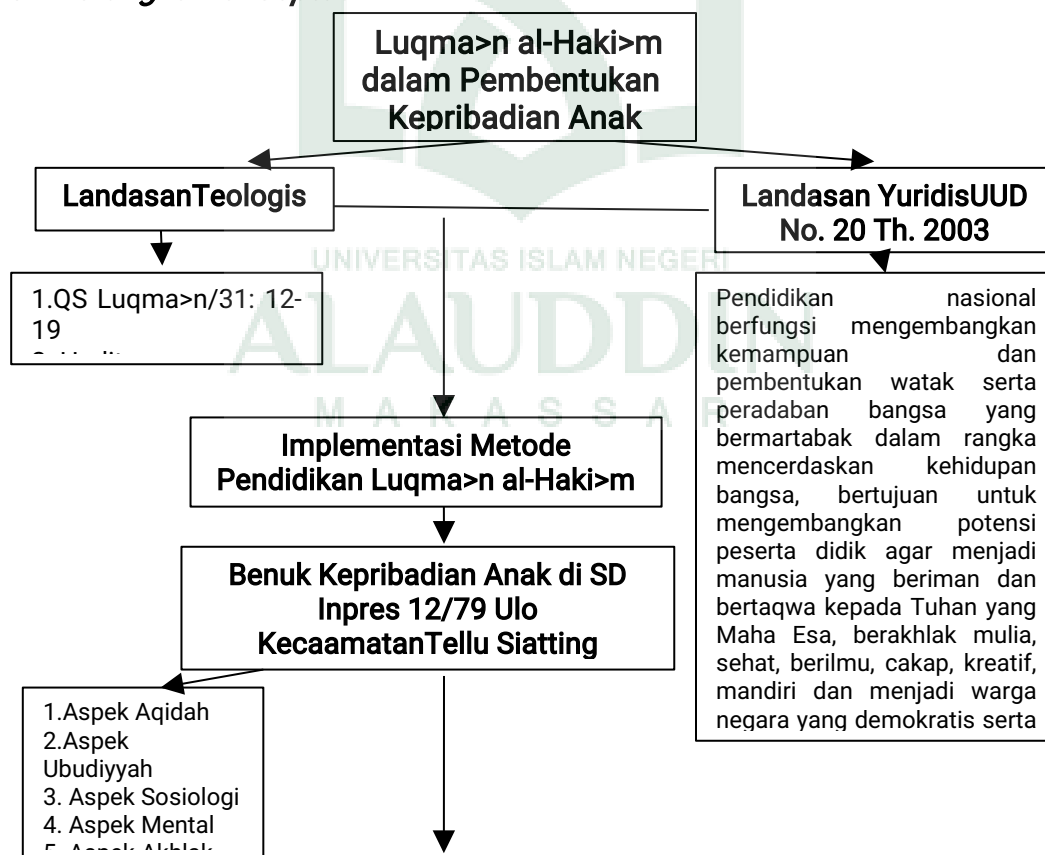 Luqma>n al-Haki>m
dalam Pembentukan
Kepribadian Anak
LandasanTeologis
Landasan YuridisUUD
No. 20 Th. 2003
UNIVERSITAS ISLAM NEGERI
ALAUDDIN
MAKASSAR
1.QS Luqma>n/31: 12-
19
Pendidikan nasional
berfungsi mengembangkan
kemampuan dan
pembentukan watak serta
peradaban bangsa yang
bermartabak dalam rangka
mencerdaskan kehidupan
bangsa, bertujuan untuk
mengembangkan potensi
peserta didik agar menjadi
manusia yang beriman dan
bertaqwa kepada Tuhan yang
Maha Esa, berakhlak mulia,
sehat, berilmu, cakap, kreatif,
mandiri dan menjadi warga
negara yang demokratis serta
Implementasi Metode
Pendidikan Luqma>n al-Haki>m
Benuk Kepribadian Anak di SD
Inpres 12/79 Ulo
KecaamatanTellu Siatting
1.Aspek Aqidah
2.Aspek
Ubudiyyah
3. Aspek Sosiologi
4. Aspek Mental
5. Aspek Akhlak